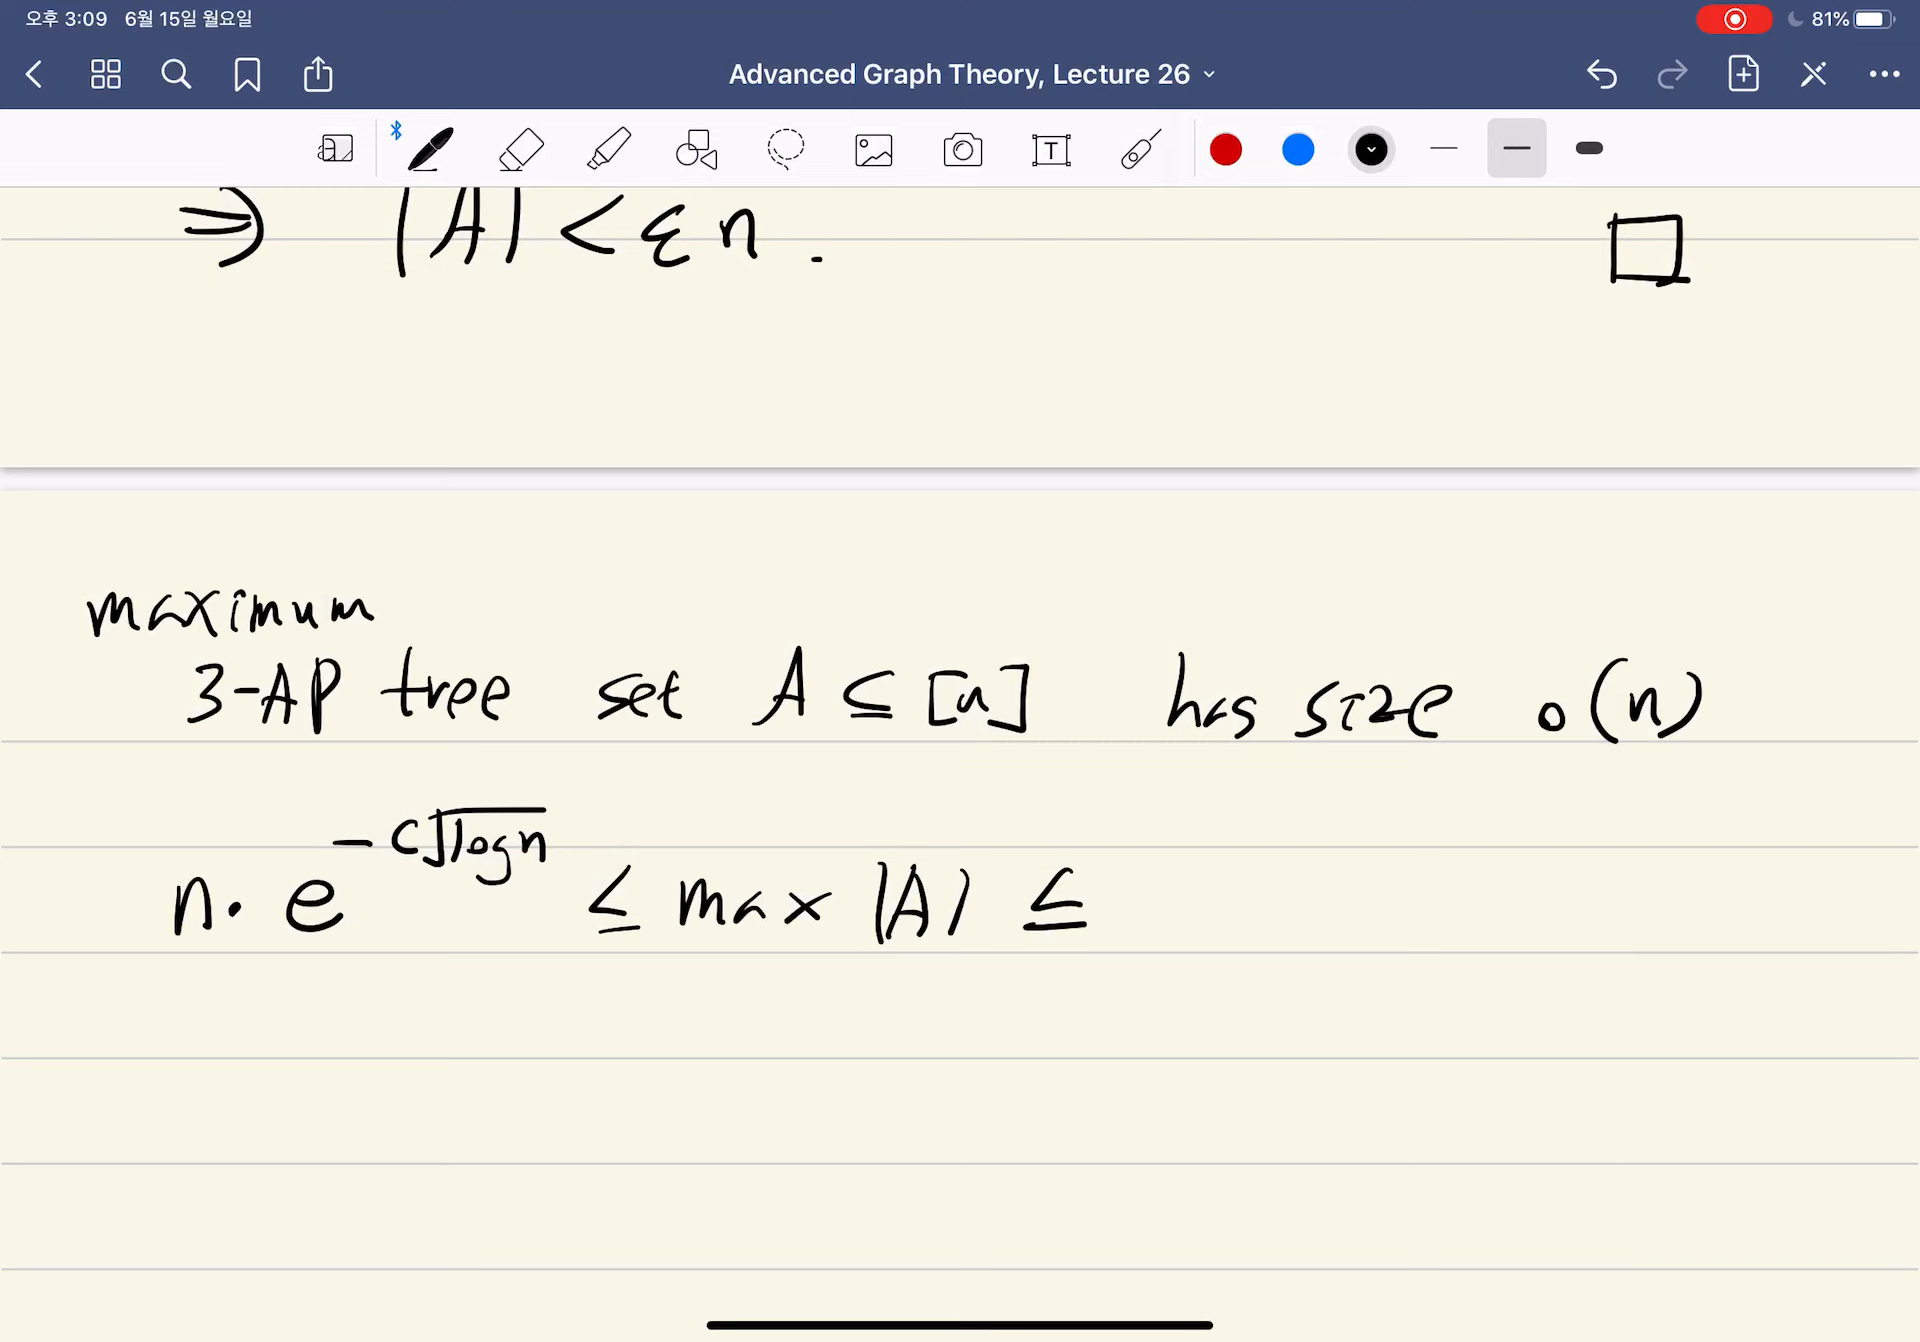 오후 3:09 6월 15일 월요일 81%
Advanced Graph Theory, Lecture 26
⇒ |A| < εn.
maximum
3-AP tree set A ⊆ [n] has size o(n)
n· e^{-c√log n} ≤ max |A| ≤